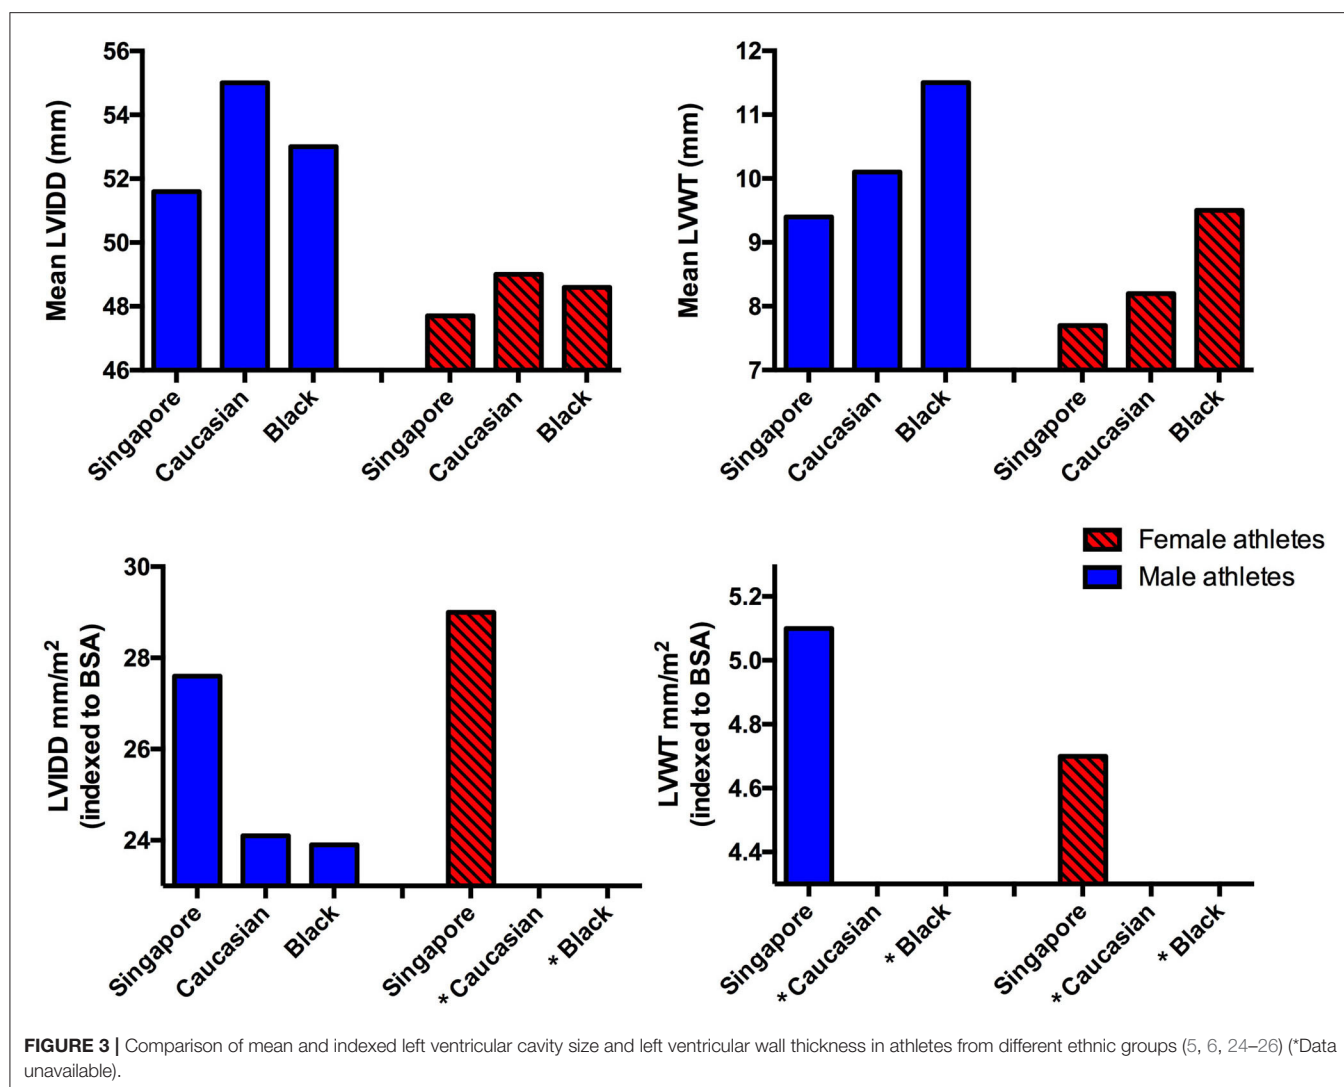 56
54
52
50
48
46
Mean LVIDD (mm)
Singapore
Caucasian
Black
Singapore
Caucasian
Black
12
11
10
9
8
7
Mean LVWT (mm)
Singapore
Caucasian
Black
Singapore
Caucasian
Black
Female athletes
Male athletes
30
28
26
24
LVIDD mm/m²
(indexed to BSA)
Singapore
Caucasian
Black
Singapore
* Caucasian
* Black
5.2
5.0
4.8
4.6
4.4
LVWT mm/m²
(indexed to BSA)
Singapore
* Caucasian
* Black
Singapore
* Caucasian
* Black
FIGURE 3 | Comparison of mean and indexed left ventricular cavity size and left ventricular wall thickness in athletes from different ethnic groups (5, 6, 24–26) (*Data
unavailable).